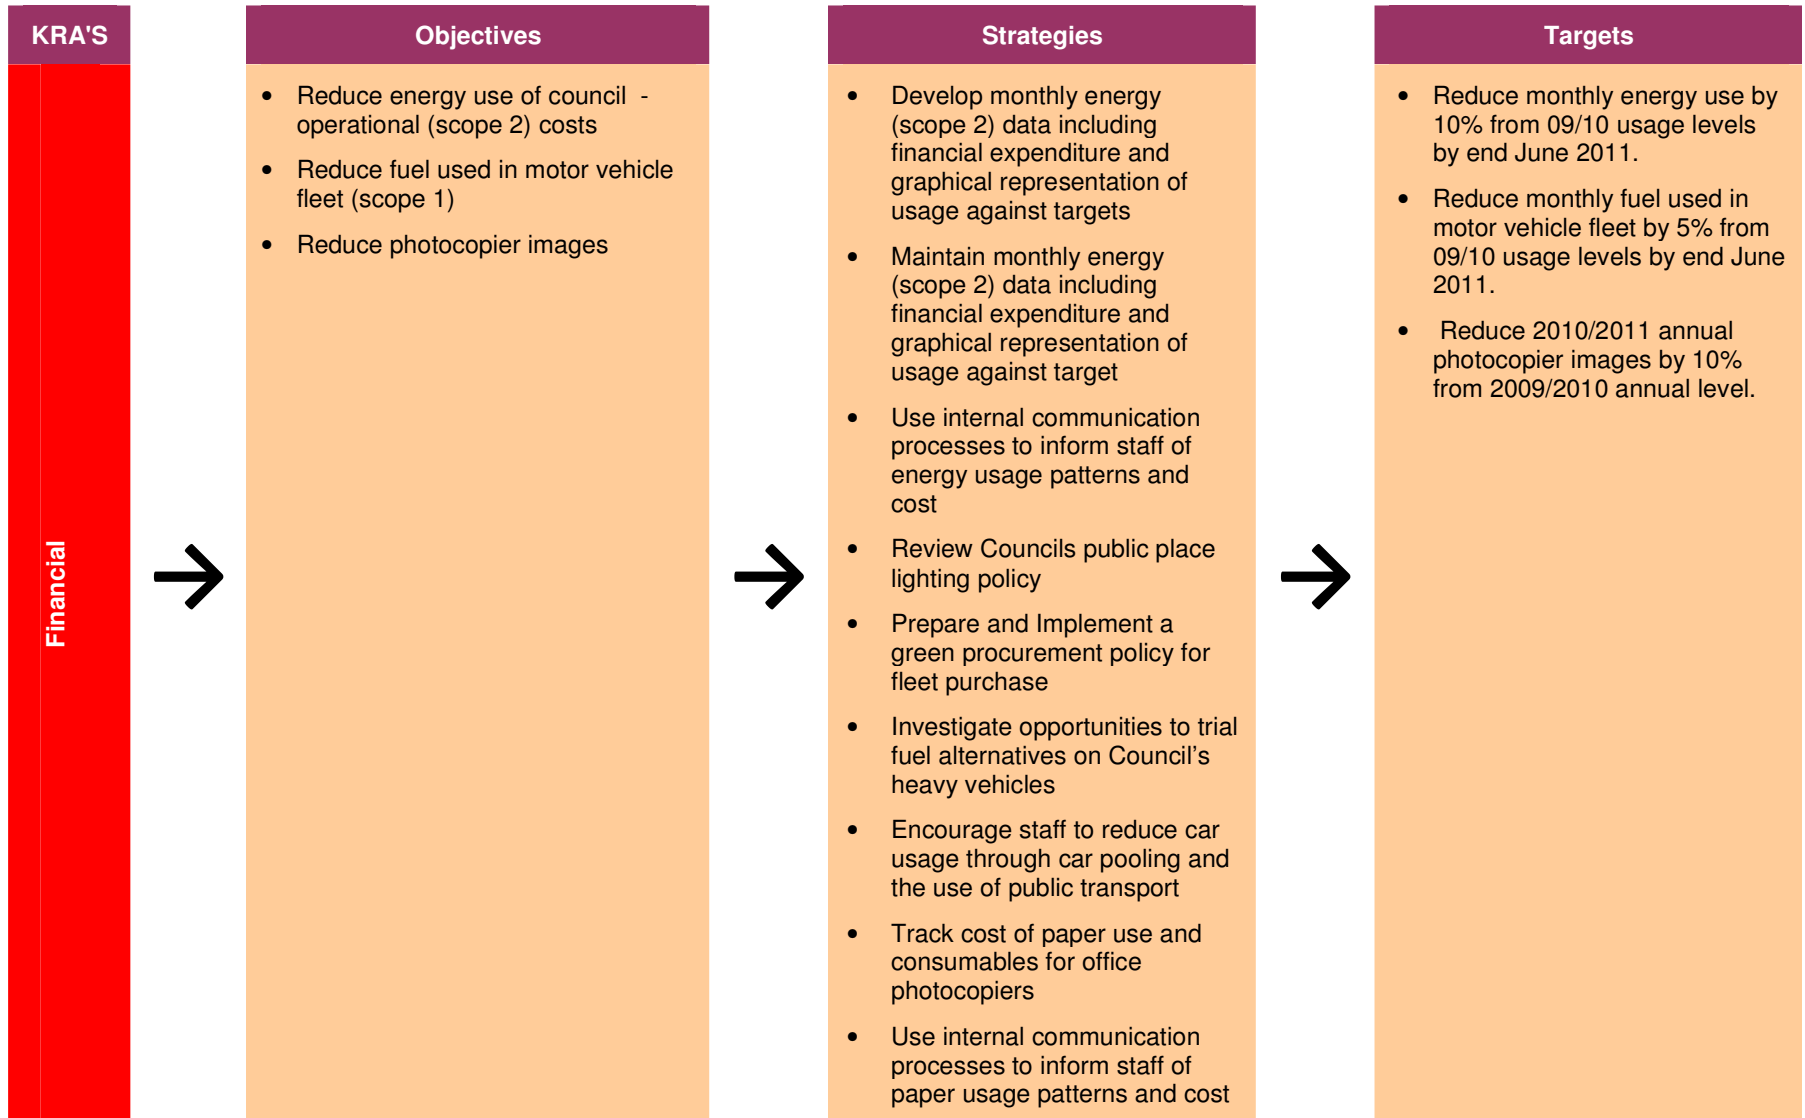 KRA'S
Financial
Objectives
• Reduce energy use of council -
operational (scope 2) costs
• Reduce fuel used in motor vehicle
fleet (scope 1)
• Reduce photocopier images
Strategies
• Develop monthly energy
(scope 2) data including
financial expenditure and
graphical representation of
usage against targets
• Maintain monthly energy
(scope 2) data including
financial expenditure and
graphical representation of
usage against target
• Use internal communication
processes to inform staff of
energy usage patterns and
cost
• Review Councils public place
lighting policy
• Prepare and Implement a
green procurement policy for
fleet purchase
• Investigate opportunities to trial
fuel alternatives on Council’s
heavy vehicles
• Encourage staff to reduce car
usage through car pooling and
the use of public transport
• Track cost of paper use and
consumables for office
photocopiers
• Use internal communication
processes to inform staff of
paper usage patterns and cost
Targets
• Reduce monthly energy use by
10% from 09/10 usage levels
by end June 2011.
• Reduce monthly fuel used in
motor vehicle fleet by 5% from
09/10 usage levels by end June
2011.
• Reduce 2010/2011 annual
photocopier images by 10%
from 2009/2010 annual level.